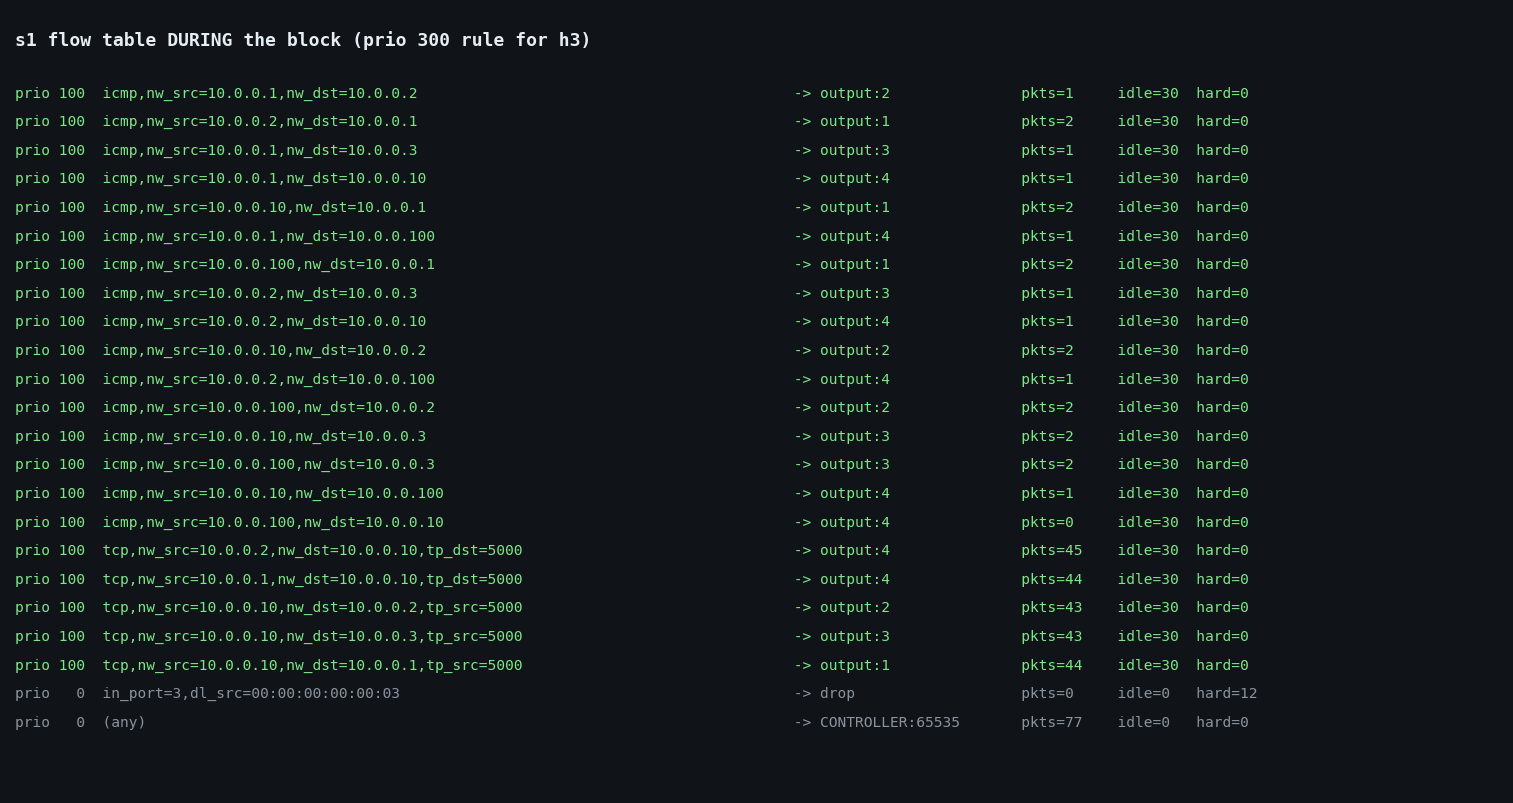 s1 flow table DURING the block (prio 300 rule for h3)
prio 100  icmp,nw_src=10.0.0.1,nw_dst=10.0.0.2 -> output:2 pkts=1 idle=30 hard=0
prio 100  icmp,nw_src=10.0.0.2,nw_dst=10.0.0.1 -> output:1 pkts=2 idle=30 hard=0
prio 100  icmp,nw_src=10.0.0.1,nw_dst=10.0.0.3 -> output:3 pkts=1 idle=30 hard=0
prio 100  icmp,nw_src=10.0.0.1,nw_dst=10.0.0.10 -> output:4 pkts=1 idle=30 hard=0
prio 100  icmp,nw_src=10.0.0.10,nw_dst=10.0.0.1 -> output:1 pkts=2 idle=30 hard=0
prio 100  icmp,nw_src=10.0.0.1,nw_dst=10.0.0.100 -> output:4 pkts=1 idle=30 hard=0
prio 100  icmp,nw_src=10.0.0.100,nw_dst=10.0.0.1 -> output:1 pkts=2 idle=30 hard=0
prio 100  icmp,nw_src=10.0.0.2,nw_dst=10.0.0.3 -> output:3 pkts=1 idle=30 hard=0
prio 100  icmp,nw_src=10.0.0.2,nw_dst=10.0.0.10 -> output:4 pkts=1 idle=30 hard=0
prio 100  icmp,nw_src=10.0.0.10,nw_dst=10.0.0.2 -> output:2 pkts=2 idle=30 hard=0
prio 100  icmp,nw_src=10.0.0.2,nw_dst=10.0.0.100 -> output:4 pkts=1 idle=30 hard=0
prio 100  icmp,nw_src=10.0.0.100,nw_dst=10.0.0.2 -> output:2 pkts=2 idle=30 hard=0
prio 100  icmp,nw_src=10.0.0.10,nw_dst=10.0.0.3 -> output:3 pkts=2 idle=30 hard=0
prio 100  icmp,nw_src=10.0.0.100,nw_dst=10.0.0.3 -> output:3 pkts=2 idle=30 hard=0
prio 100  icmp,nw_src=10.0.0.10,nw_dst=10.0.0.100 -> output:4 pkts=1 idle=30 hard=0
prio 100  icmp,nw_src=10.0.0.100,nw_dst=10.0.0.10 -> output:4 pkts=0 idle=30 hard=0
prio 100  tcp,nw_src=10.0.0.2,nw_dst=10.0.0.10,tp_dst=5000 -> output:4 pkts=45 idle=30 hard=0
prio 100  tcp,nw_src=10.0.0.1,nw_dst=10.0.0.10,tp_dst=5000 -> output:4 pkts=44 idle=30 hard=0
prio 100  tcp,nw_src=10.0.0.10,nw_dst=10.0.0.2,tp_src=5000 -> output:2 pkts=43 idle=30 hard=0
prio 100  tcp,nw_src=10.0.0.10,nw_dst=10.0.0.3,tp_src=5000 -> output:3 pkts=43 idle=30 hard=0
prio 100  tcp,nw_src=10.0.0.10,nw_dst=10.0.0.1,tp_src=5000 -> output:1 pkts=44 idle=30 hard=0
prio   0  in_port=3,dl_src=00:00:00:00:00:03 -> drop pkts=0 idle=0 hard=12
prio   0  (any) -> CONTROLLER:65535 pkts=77 idle=0 hard=0